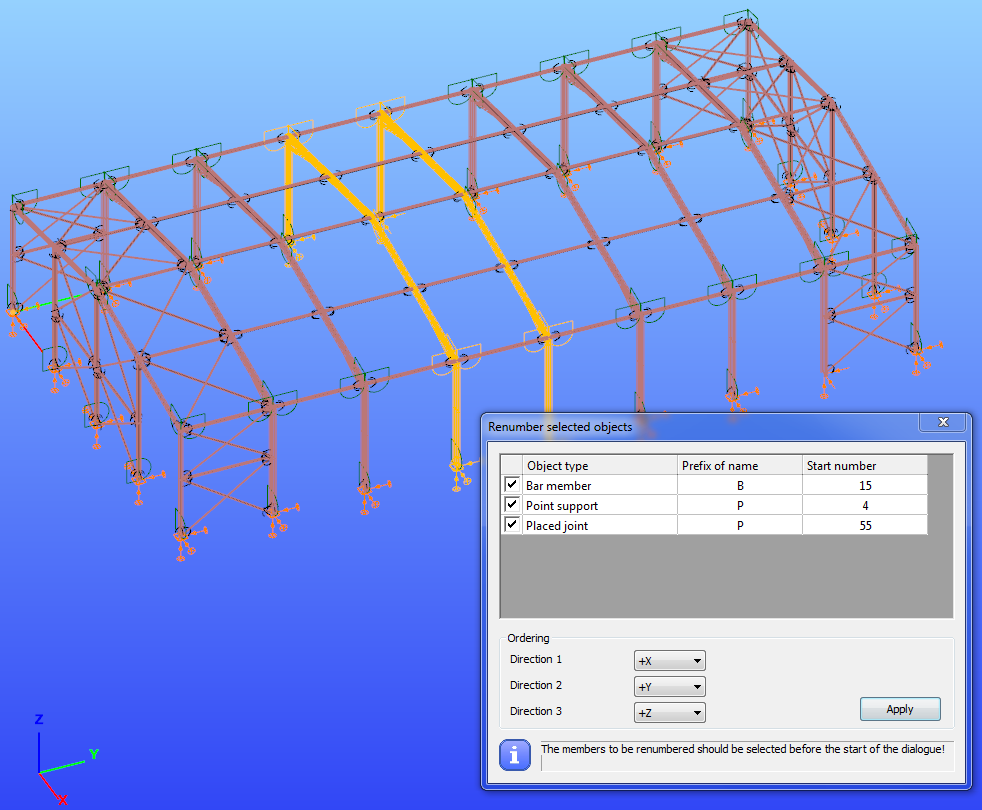 Renumber selected objects
Object type Prefix of name Start number
Bar member B 15
Point support P 4
Placed joint P 55
Ordering
Direction 1 +X
Direction 2 +Y
Direction 3 +Z
Apply
The members to be renumbered should be selected before the start of the dialogue!
Z
Y
X